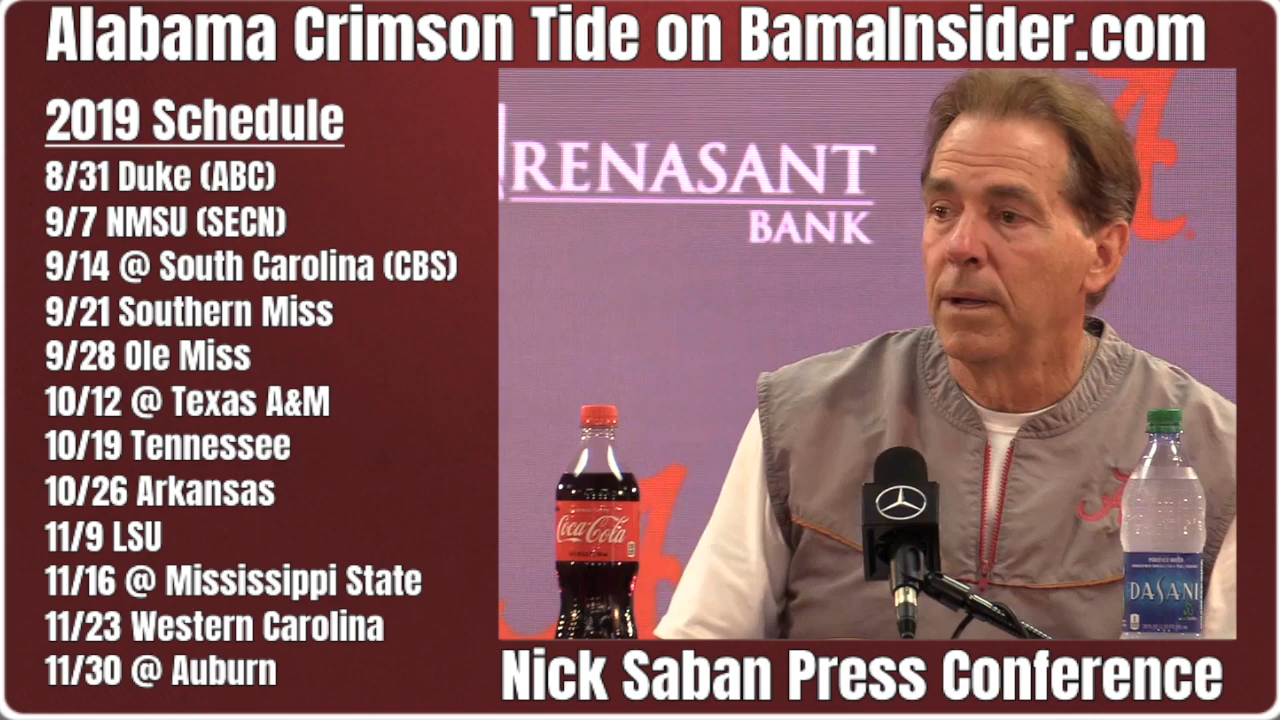 Alabama Crimson Tide on BamaInsider.com
2019 Schedule
8/31 Duke (ABC)
9/7 NMSU (SECN)
9/14 @ South Carolina (CBS)
9/21 Southern Miss
9/28 Ole Miss
10/12 @ Texas A&M
10/19 Tennessee
10/26 Arkansas
11/9 LSU
11/16 @ Mississippi State
11/23 Western Carolina
11/30 @ Auburn
RENASANT
BANK
A
Coca-Cola
DASANI
Nick Saban Press Conference